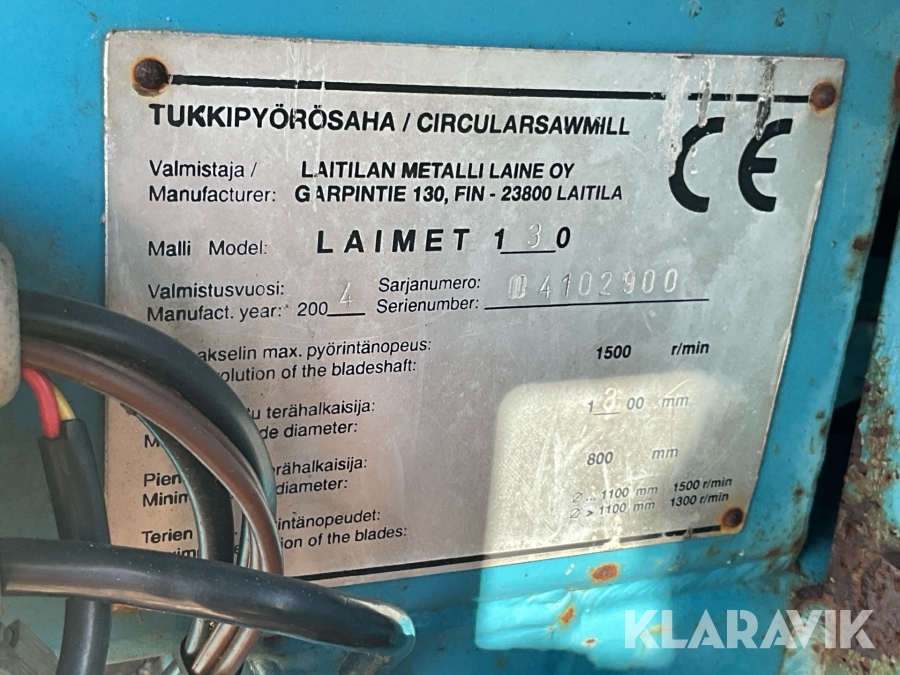 TUKKIPYÖRÖSAHA / CIRCULARSAWMILL
CE
Valmistaja / LAITILAN METALLI LAINE OY
Manufacturer: GARPINTIE 130, FIN - 23800 LAITILA
Malli Model: LAIMET 130
Valmistusvuosi: Sarjanumero:
Manufact. year: 2004 Serienumber: 04102900
akselin max. pyörintänopeus: 1500 r/min
olution of the bladeshaft:
tu terähalkaisija: 1300 mm
de diameter:
Pien erähalkaisija: 800 mm
Minim diameter:
Ø ... 1100 mm 1500 r/min
Terien intänopeudet: Ø > 1100 mm 1300 r/min
ion of the blades:
KLARAVIK